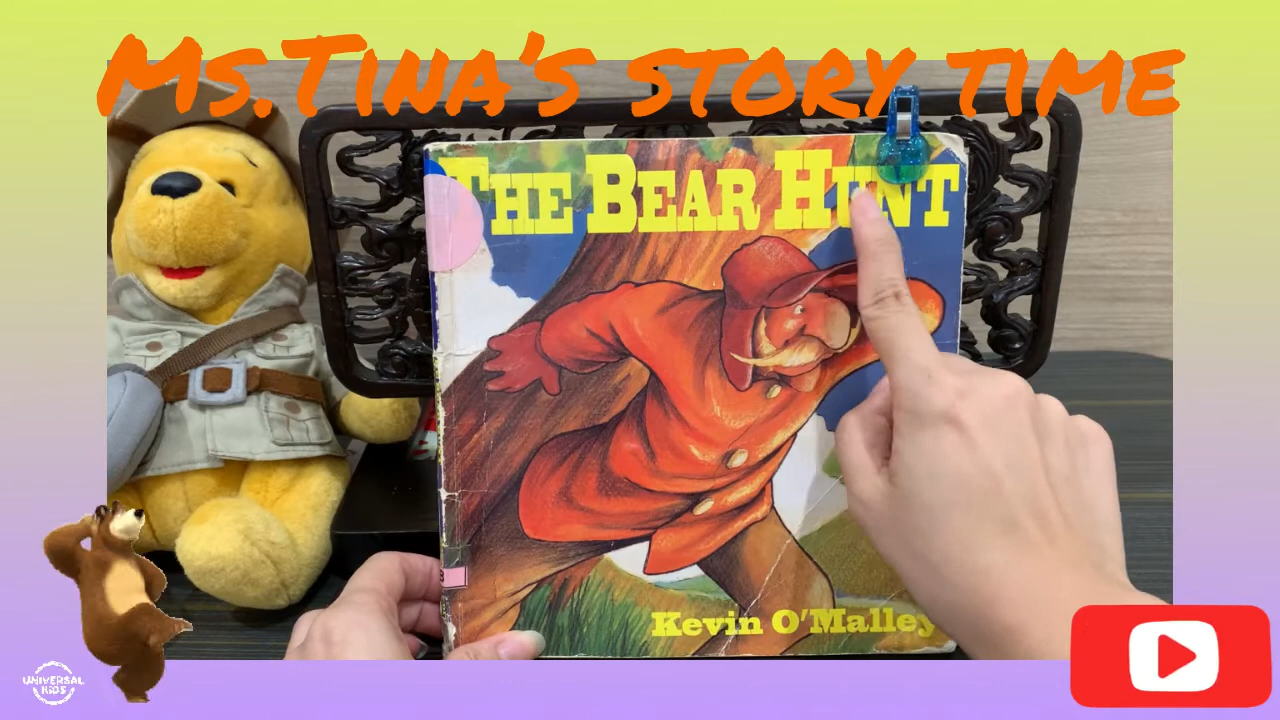 Ms.Tina's story time
The Bear Hunt
Kevin O'Malley
UNIVERSAL
KIDS